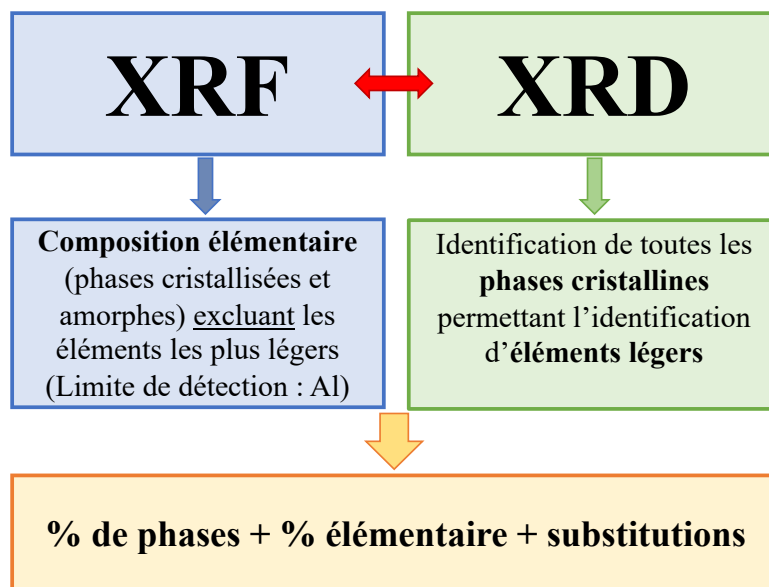 XRF
XRD
Composition élémentaire
(phases cristallisées et
amorphes) excluant les
éléments les plus légers
(Limite de détection : Al)
Identification de toutes les
phases cristallines
permettant l’identification
d’éléments légers
% de phases + % élémentaire + substitutions